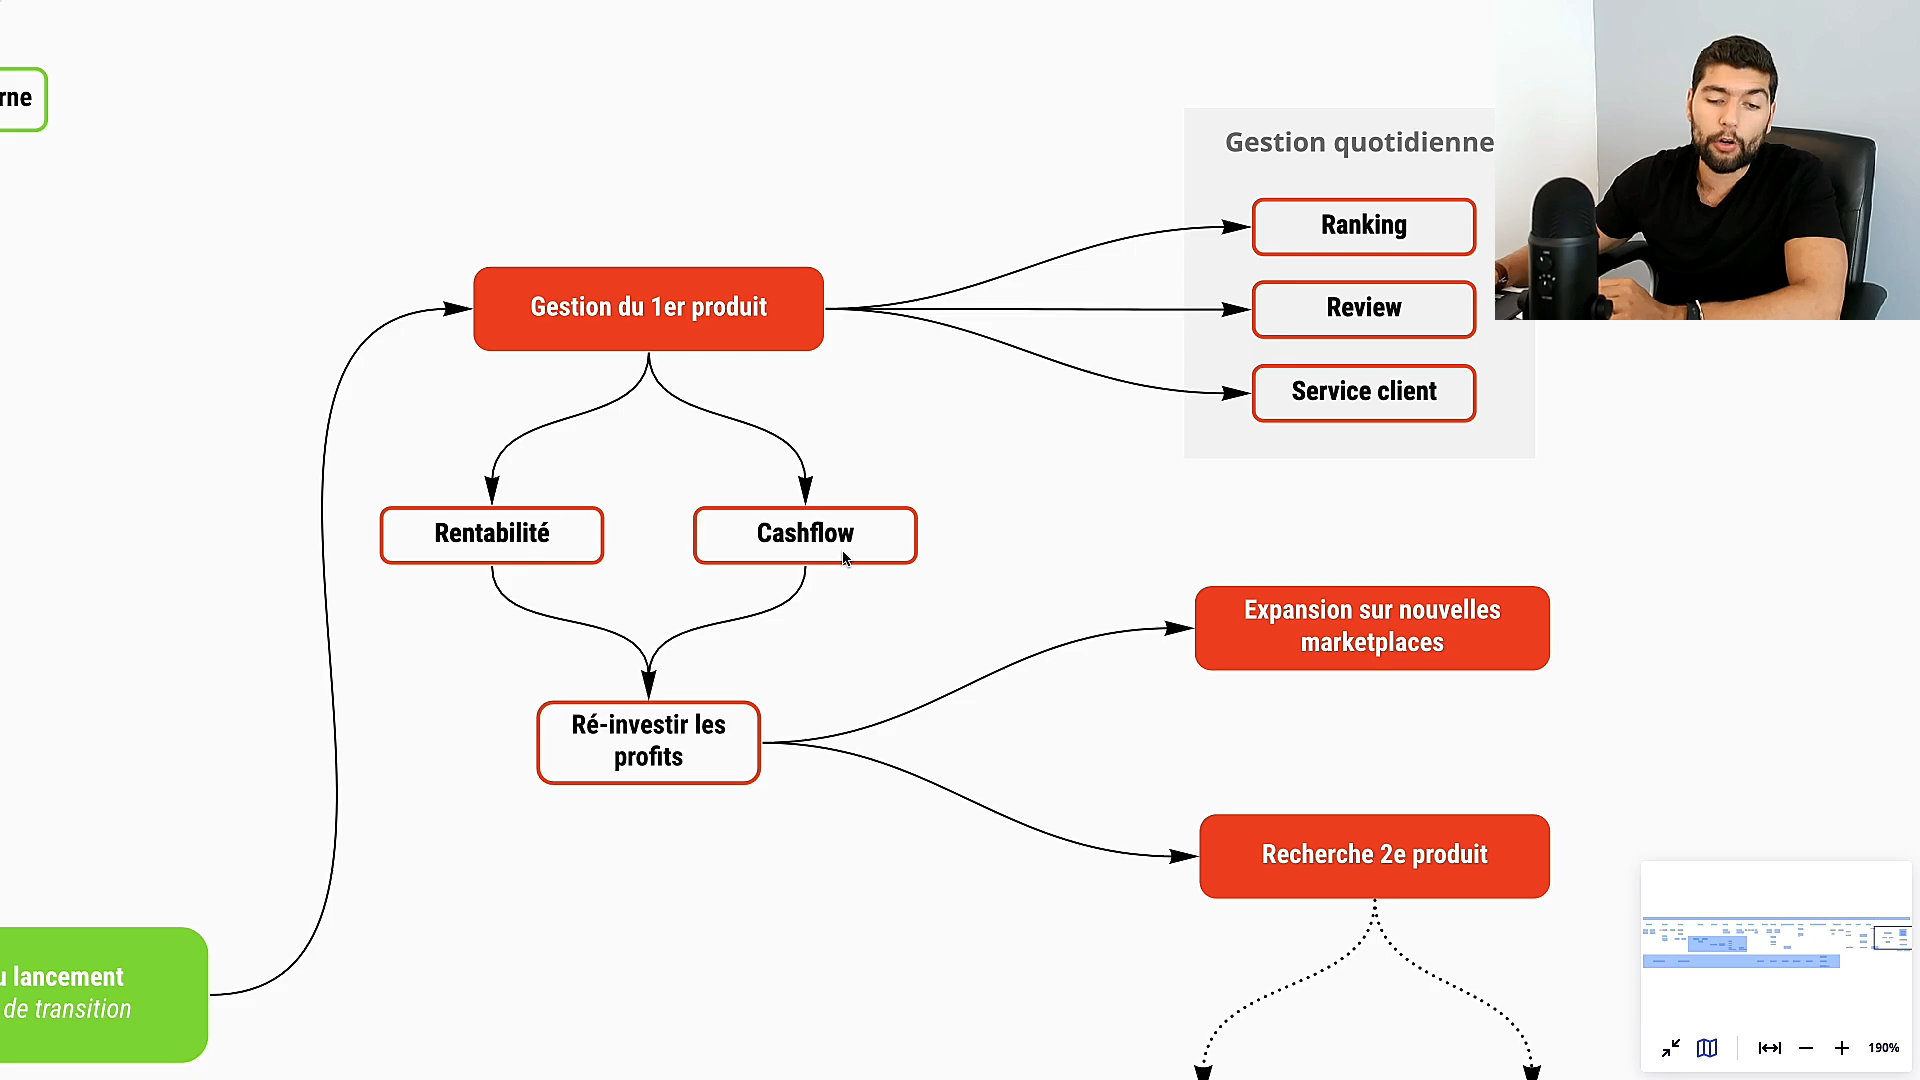 rne
Gestion quotidienne
Ranking
Gestion du 1er produit
Review
Service client
Rentabilité
Cashflow
Expansion sur nouvelles
marketplaces
Ré-investir les
profits
Recherche 2e produit
u lancement
de transition
190%